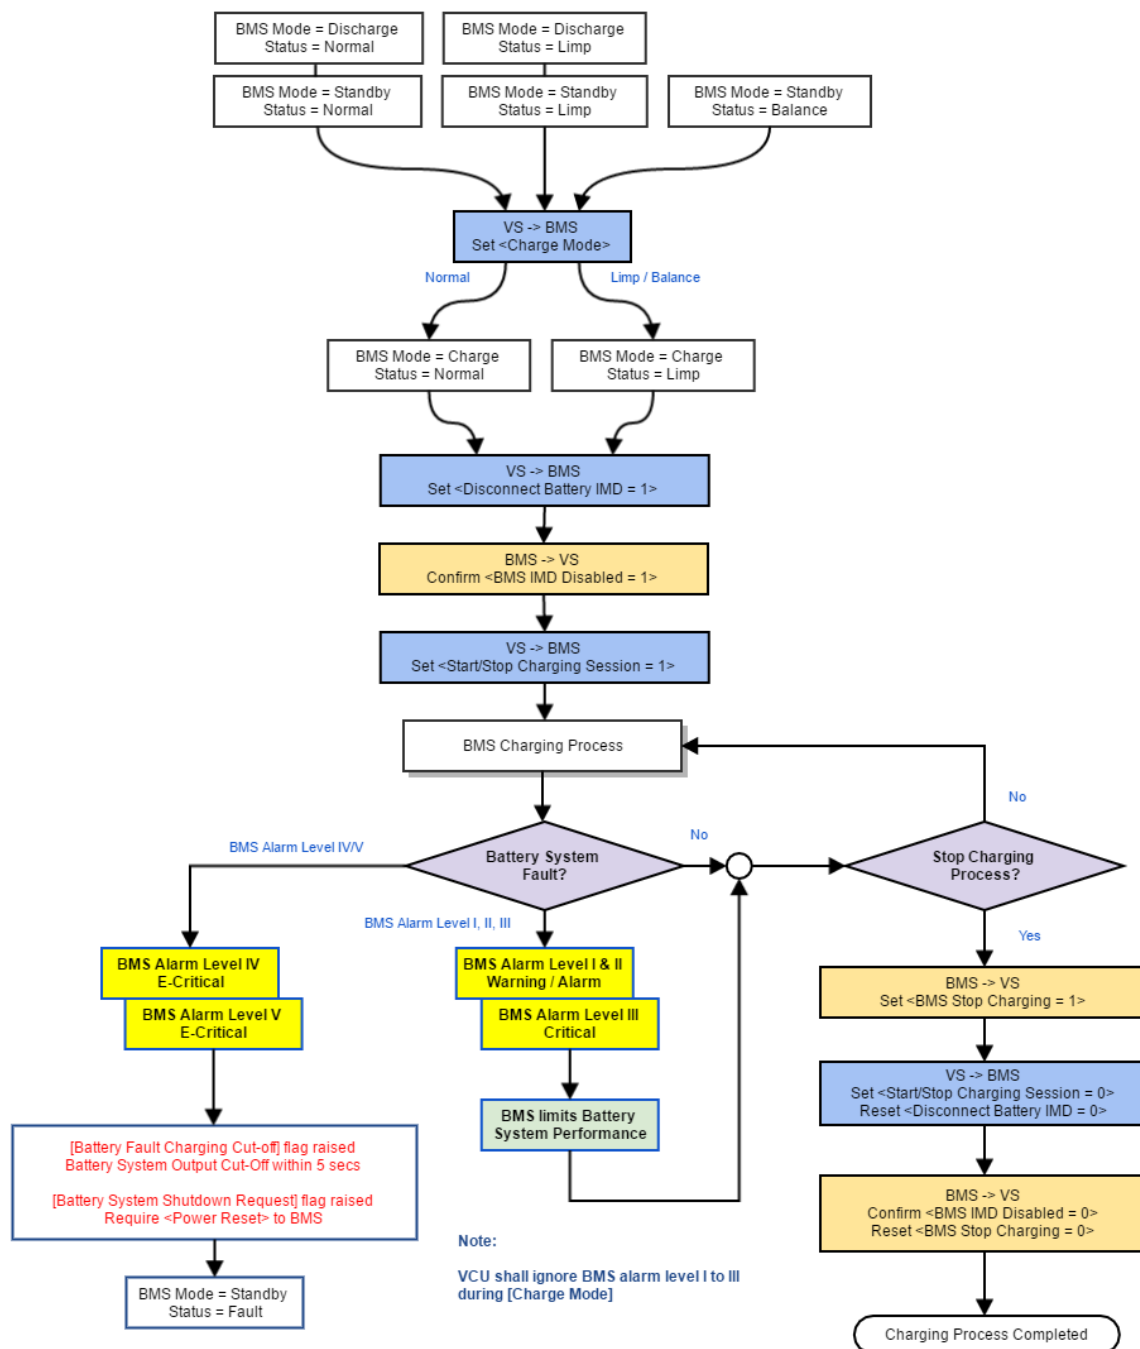 BMS Mode = Discharge
Status = Normal
BMS Mode = Discharge
Status = Limp
BMS Mode = Standby
Status = Normal
BMS Mode = Standby
Status = Limp
BMS Mode = Standby
Status = Balance
VS -> BMS
Set <Charge Mode>
Normal
Limp / Balance
BMS Mode = Charge
Status = Normal
BMS Mode = Charge
Status = Limp
VS -> BMS
Set <Disconnect Battery IMD = 1>
BMS -> VS
Confirm <BMS IMD Disabled = 1>
VS -> BMS
Set <Start/Stop Charging Session = 1>
BMS Charging Process
No
BMS Alarm Level IV/V
Battery System
Fault?
No
Stop Charging
Process?
BMS Alarm Level I, II, III
Yes
BMS Alarm Level IV
E-Critical
BMS Alarm Level V
E-Critical
BMS Alarm Level I & II
Warning / Alarm
BMS Alarm Level III
Critical
BMS -> VS
Set <BMS Stop Charging = 1>
VS -> BMS
Set <Start/Stop Charging Session = 0>
Reset <Disconnect Battery IMD = 0>
BMS limits Battery
System Performance
[Battery Fault Charging Cut-off] flag raised
Battery System Output Cut-Off within 5 secs
[Battery System Shutdown Request] flag raised
Require <Power Reset> to BMS
BMS -> VS
Confirm <BMS IMD Disabled = 0>
Reset <BMS Stop Charging = 0>
Note:
VCU shall ignore BMS alarm level I to III
during [Charge Mode]
BMS Mode = Standby
Status = Fault
Charging Process Completed